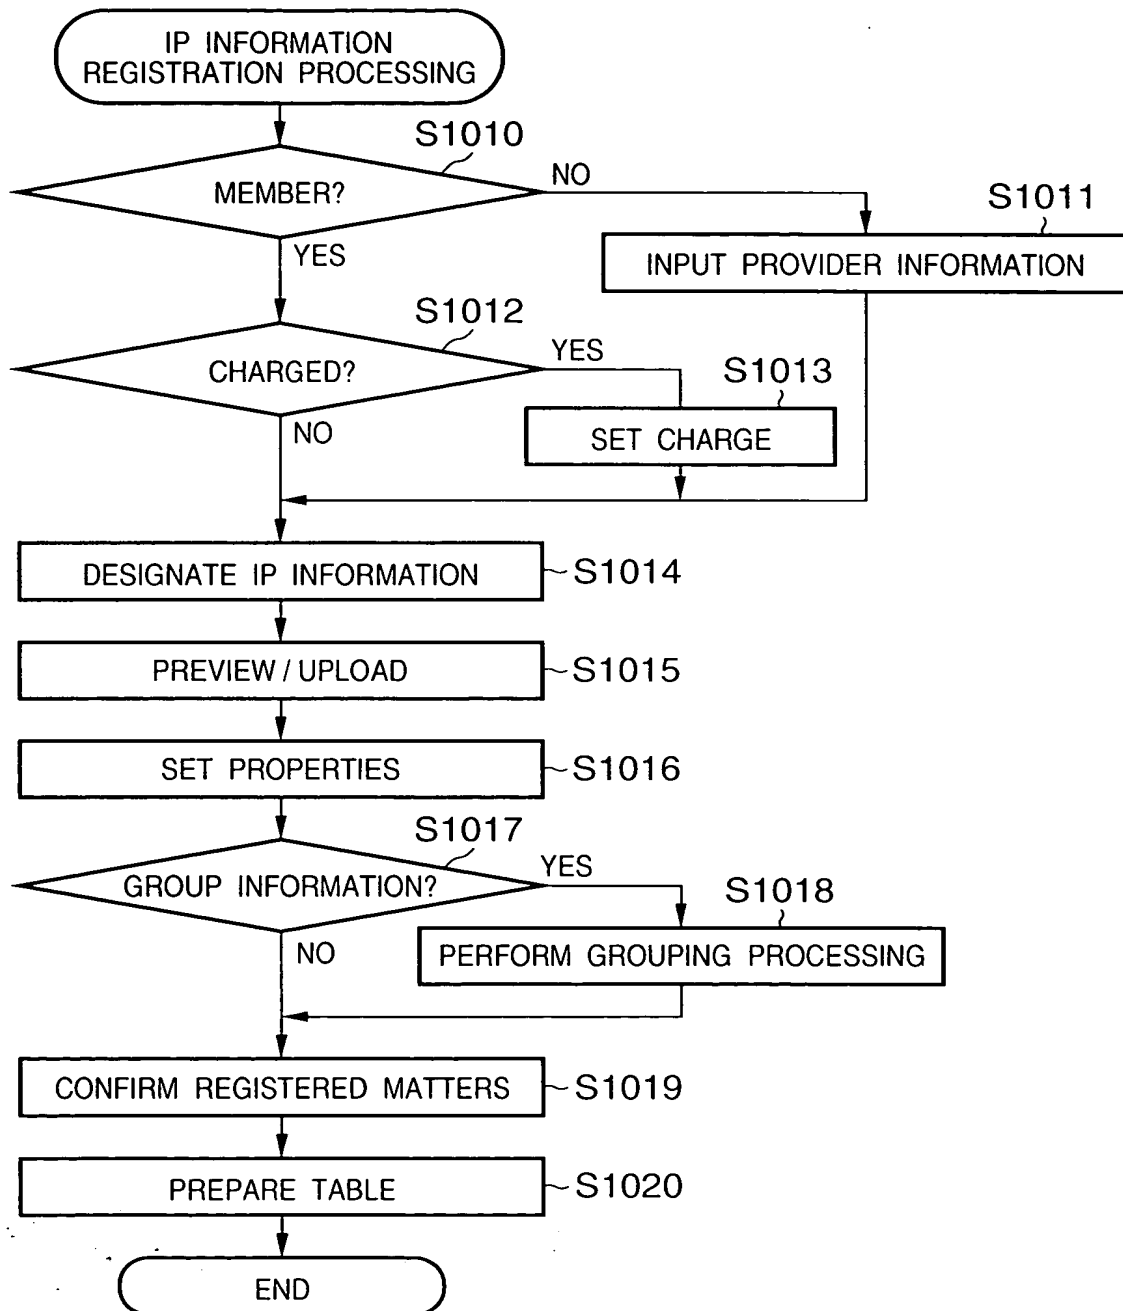 IP INFORMATION
REGISTRATION PROCESSING
S1010
MEMBER?
NO
YES
S1011
INPUT PROVIDER INFORMATION
S1012
CHARGED?
YES
NO
S1013
SET CHARGE
DESIGNATE IP INFORMATION
S1014
PREVIEW / UPLOAD
S1015
SET PROPERTIES
S1016
S1017
GROUP INFORMATION?
YES
NO
S1018
PERFORM GROUPING PROCESSING
CONFIRM REGISTERED MATTERS
S1019
PREPARE TABLE
S1020
END